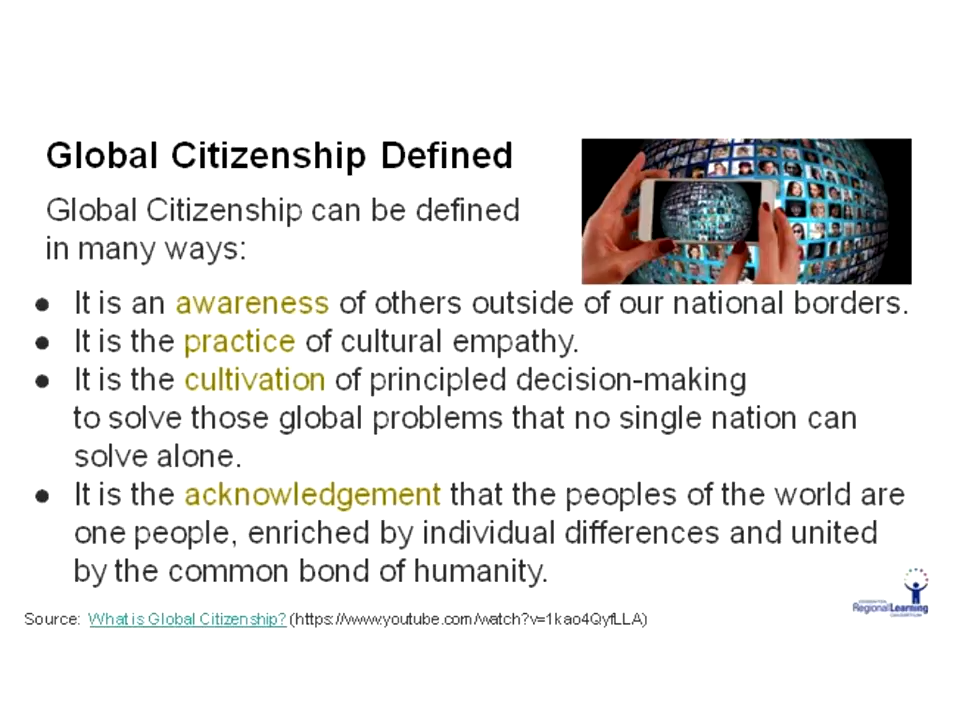 Global Citizenship Defined
Global Citizenship can be defined
in many ways:
● It is an awareness of others outside of our national borders.
● It is the practice of cultural empathy.
● It is the cultivation of principled decision-making
to solve those global problems that no single nation can
solve alone.
● It is the acknowledgement that the peoples of the world are
one people, enriched by individual differences and united
by the common bond of humanity.
Source: What is Global Citizenship? (https://www.youtube.com/watch?v=1kao4QyfLLA)
Regional Learning